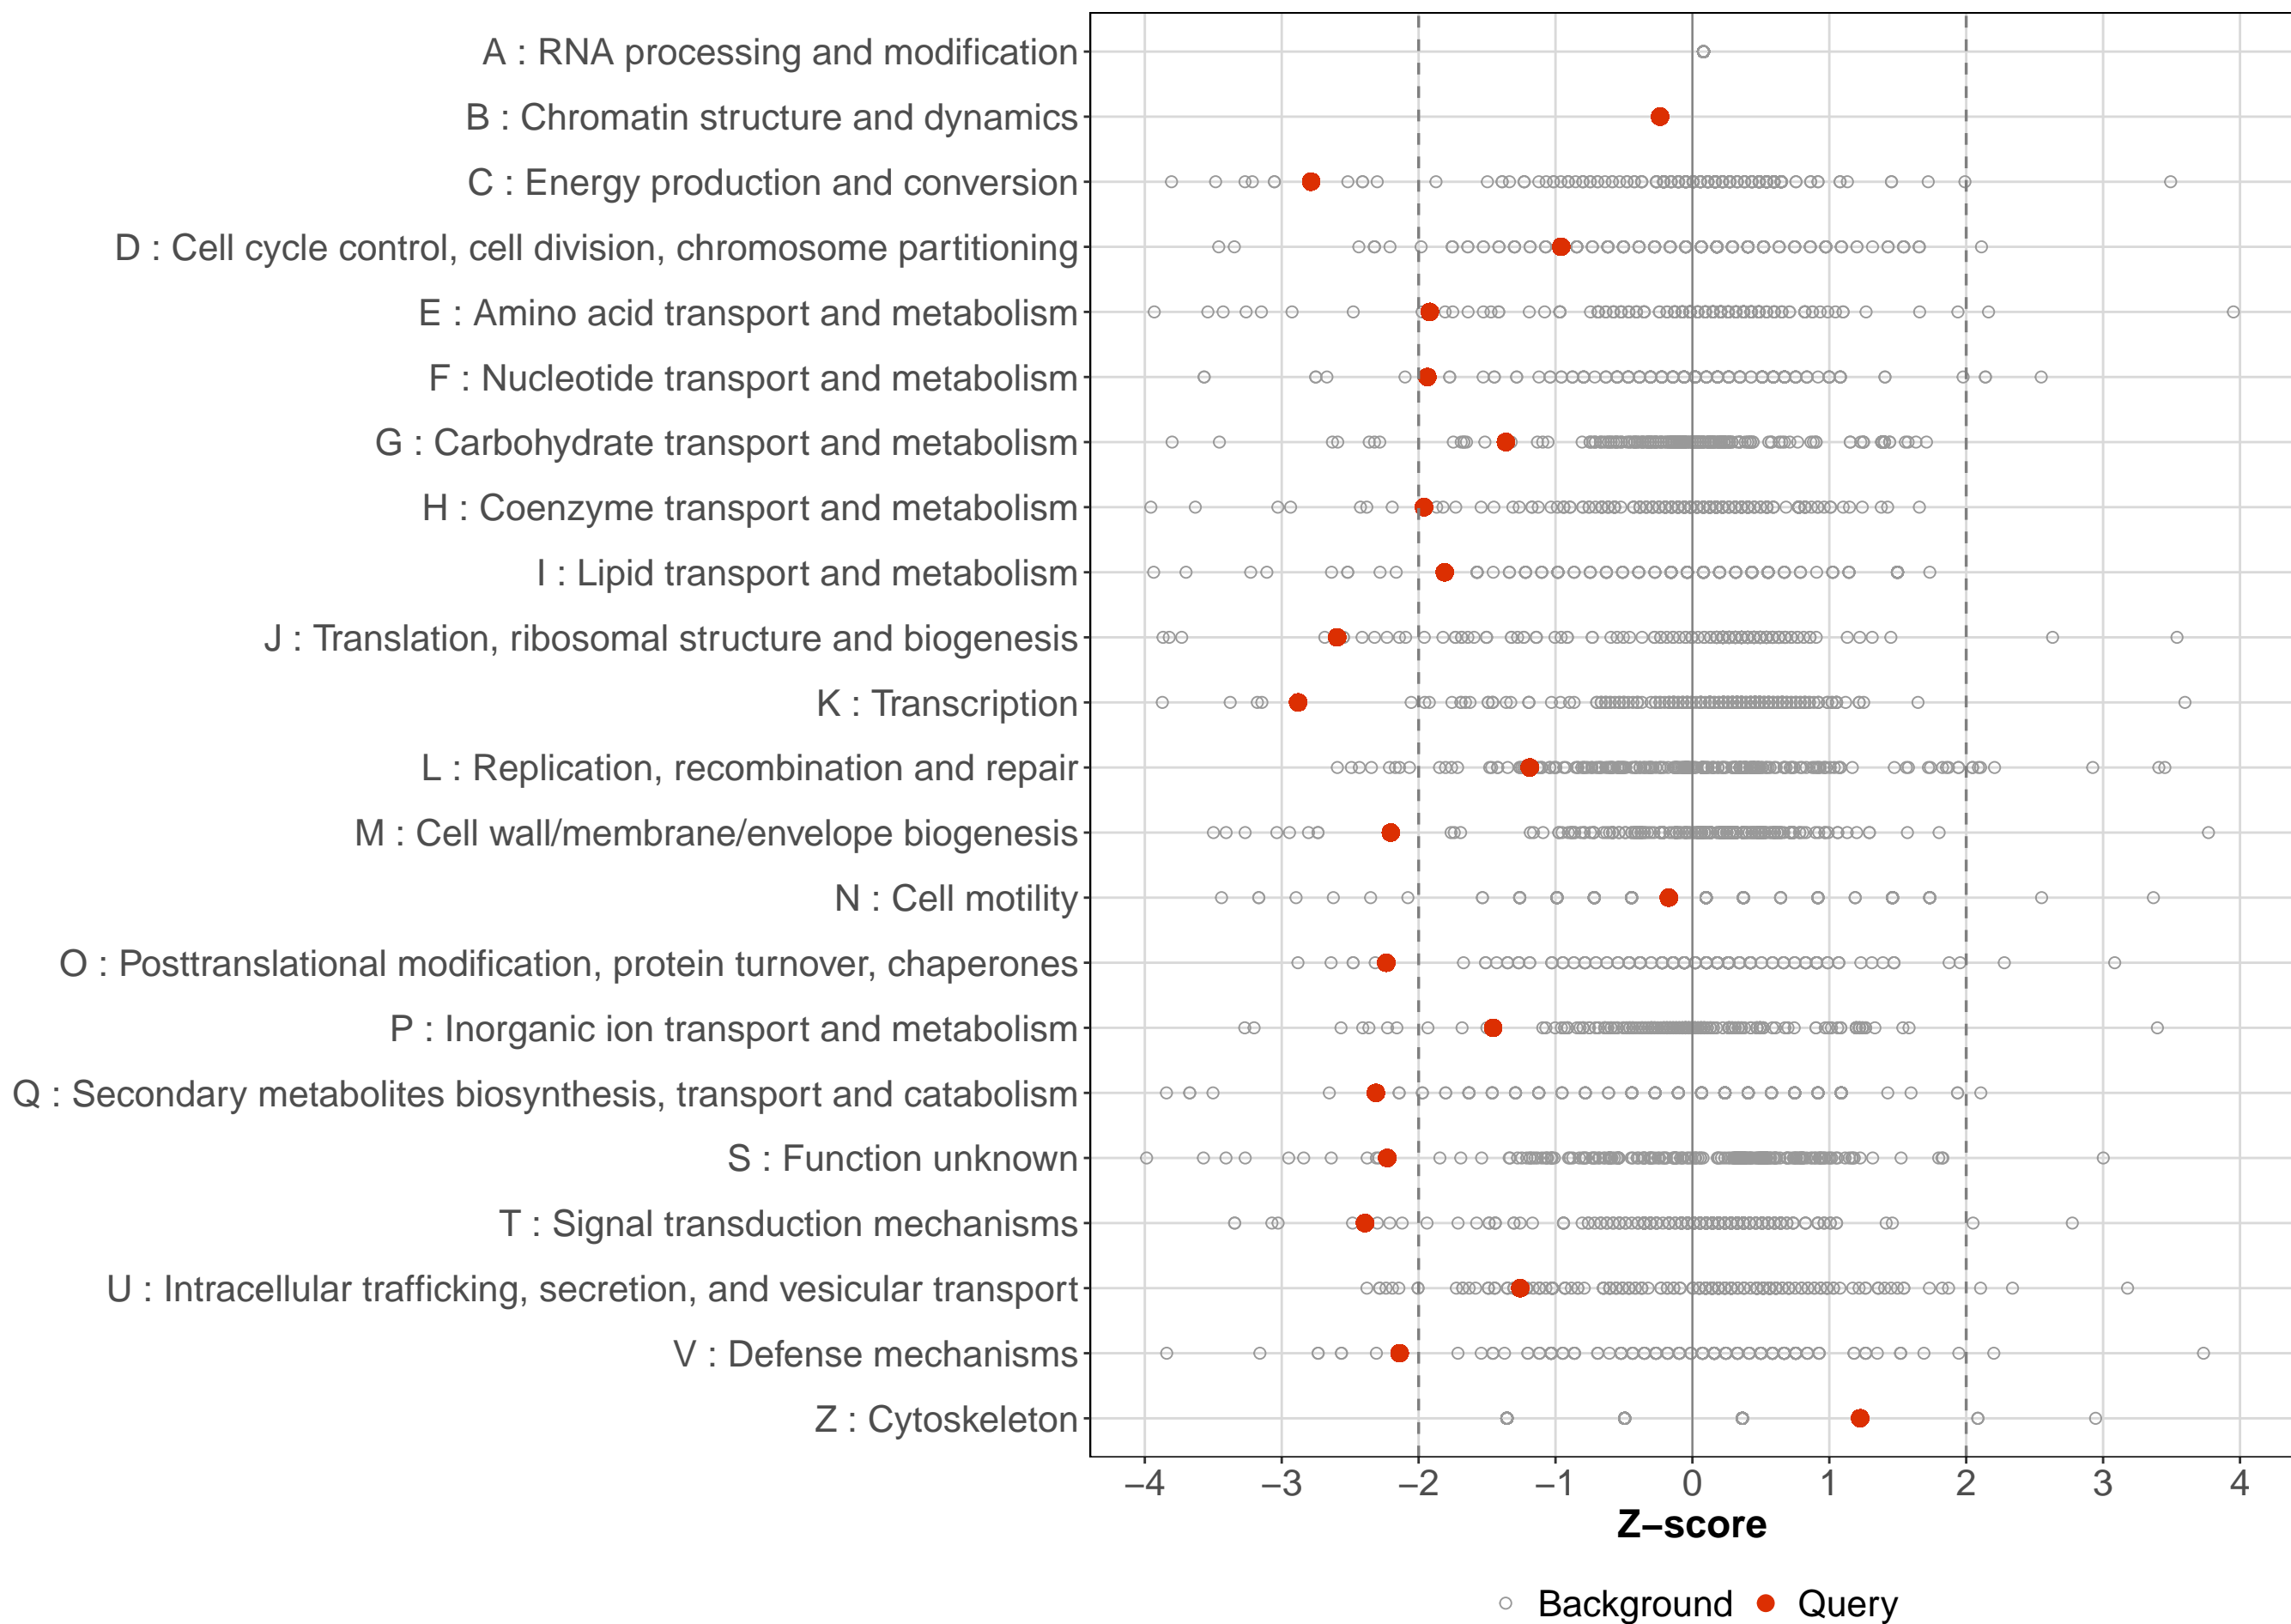 A : RNA processing and modification
B : Chromatin structure and dynamics
C : Energy production and conversion
D : Cell cycle control, cell division, chromosome partitioning
E : Amino acid transport and metabolism
F : Nucleotide transport and metabolism
G : Carbohydrate transport and metabolism
H : Coenzyme transport and metabolism
I : Lipid transport and metabolism
J : Translation, ribosomal structure and biogenesis
K : Transcription
L : Replication, recombination and repair
M : Cell wall/membrane/envelope biogenesis
N : Cell motility
O : Posttranslational modification, protein turnover, chaperones
P : Inorganic ion transport and metabolism
Q : Secondary metabolites biosynthesis, transport and catabolism
S : Function unknown
T : Signal transduction mechanisms
U : Intracellular trafficking, secretion, and vesicular transport
V : Defense mechanisms
Z : Cytoskeleton
−4 −3 −2 −1 0 1 2 3 4
Z−score
Background Query